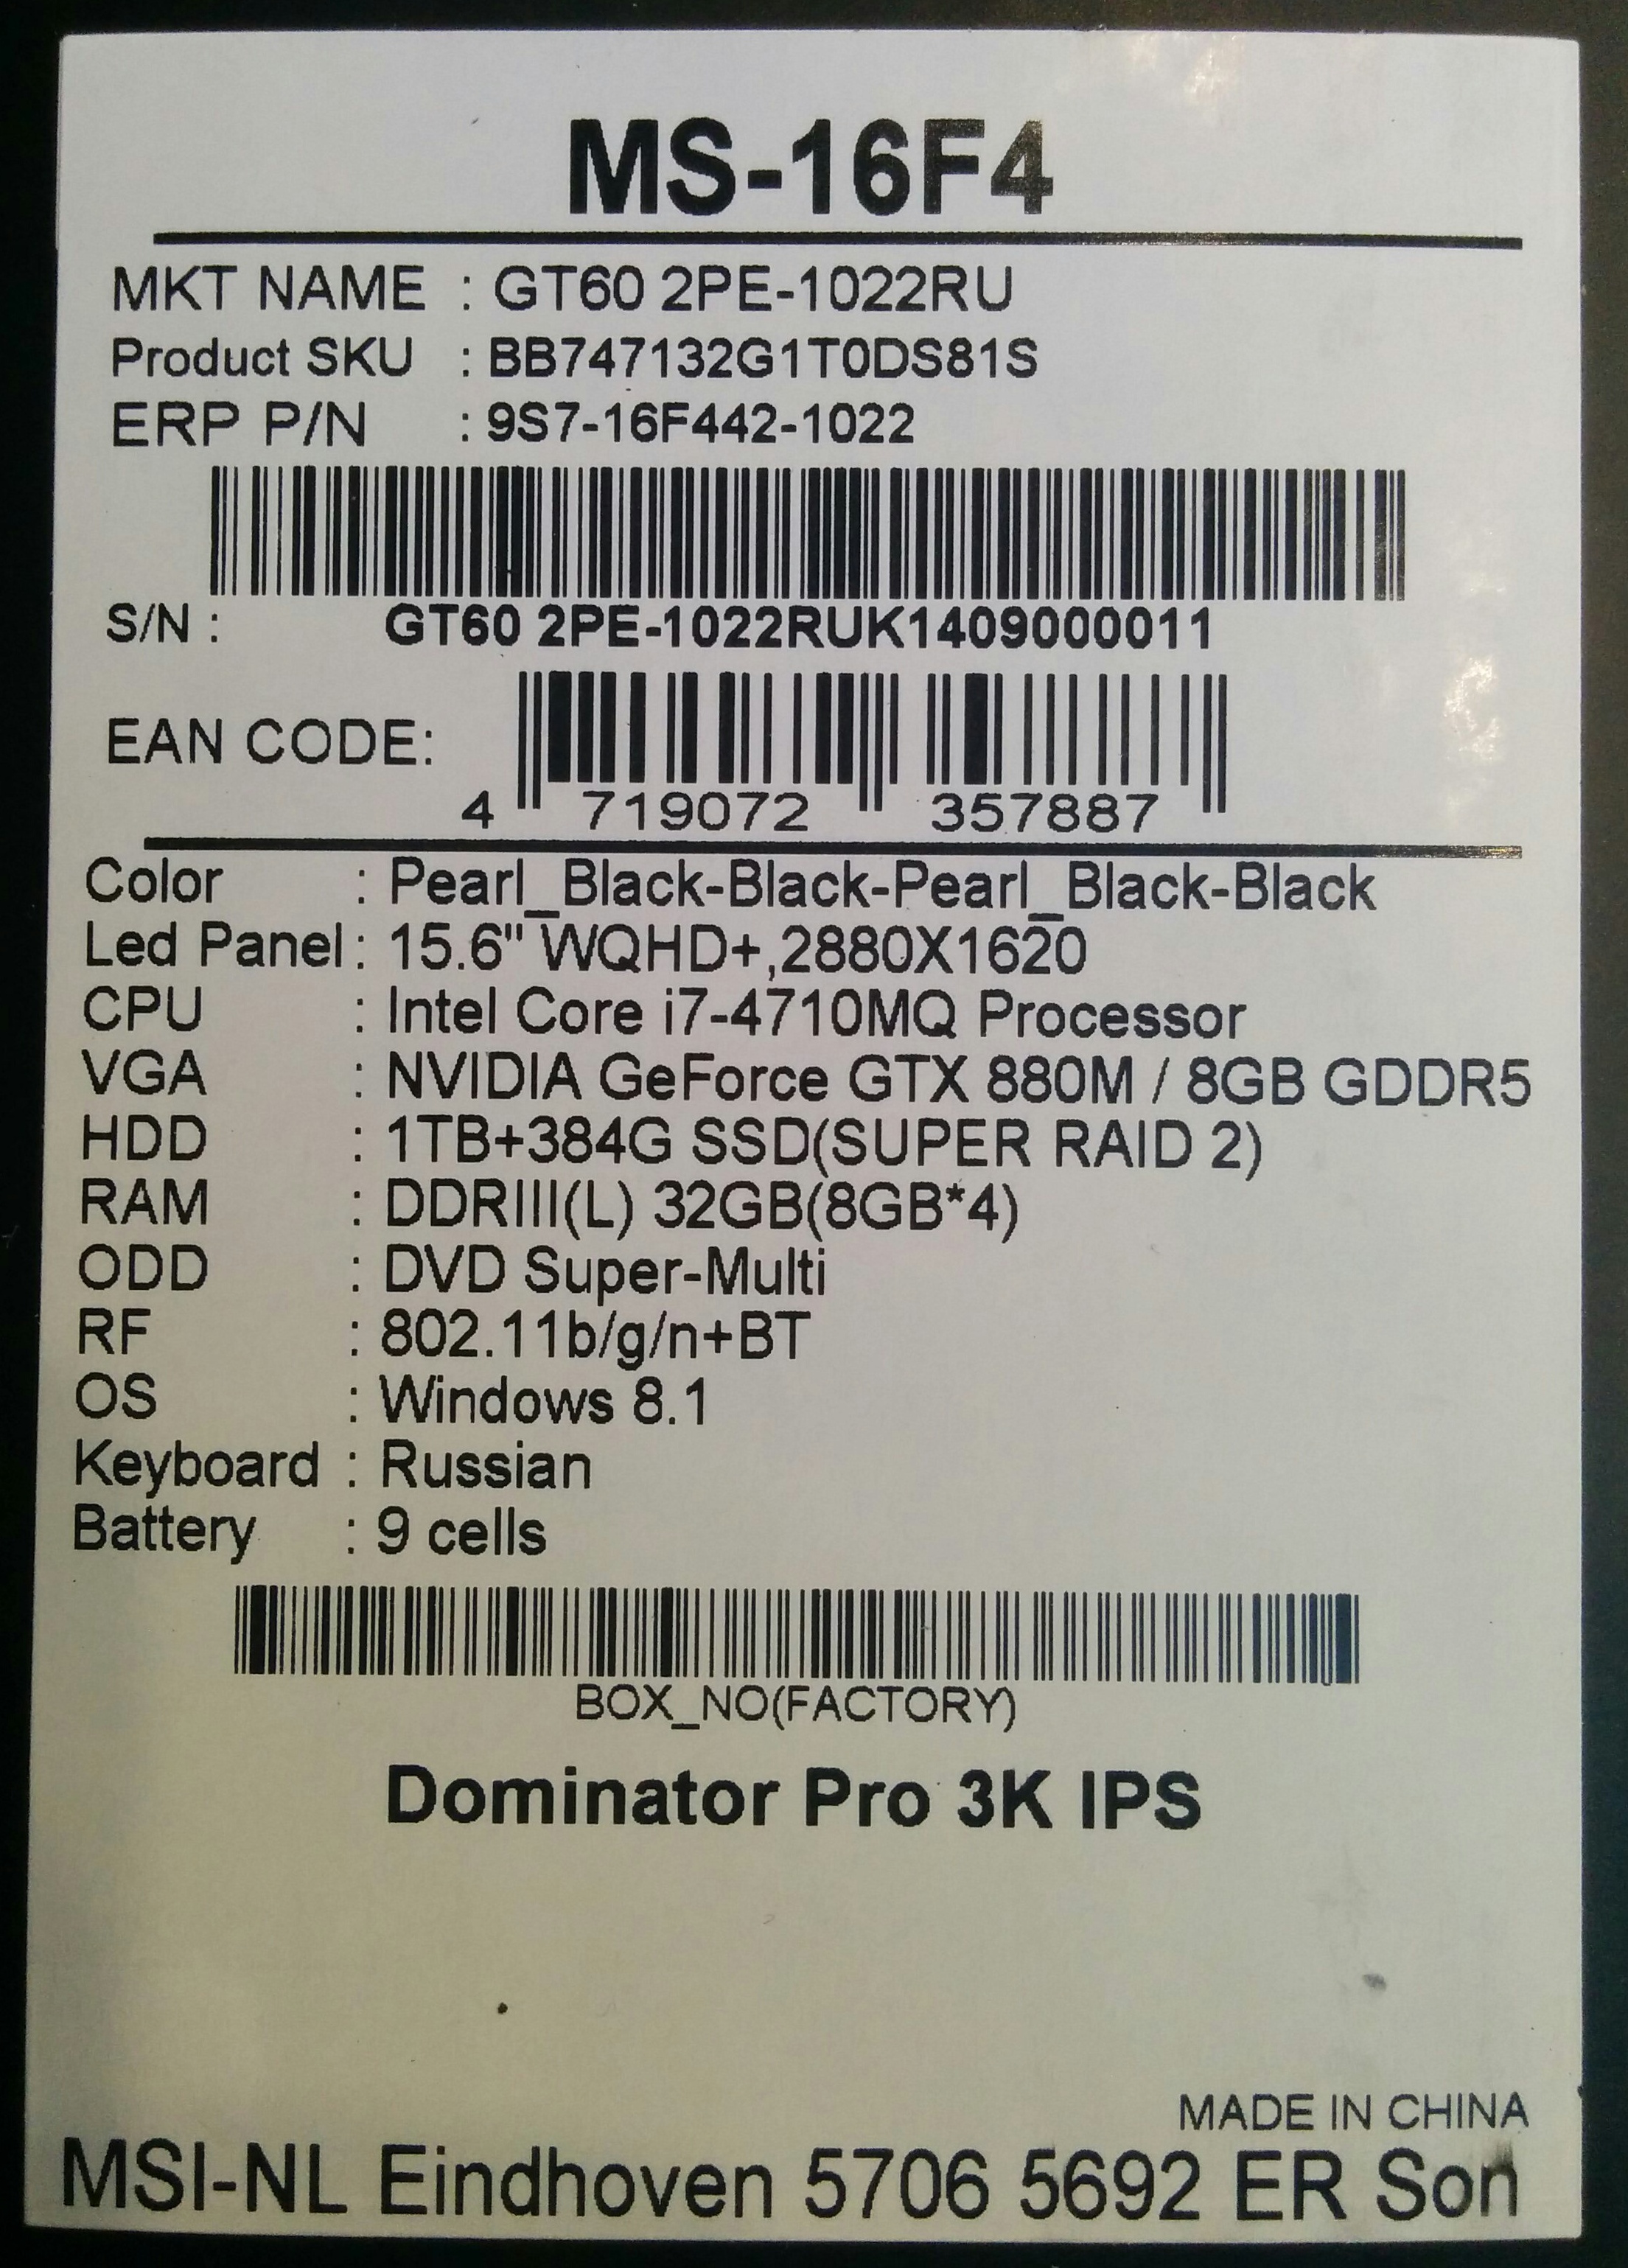 MS-16F4
MKT NAME : GT60 2PE-1022RU
Product SKU : BB747132G1T0DS81S
ERP P/N : 9S7-16F442-1022
S/N : GT60 2PE-1022RUK1409000011
EAN CODE:
4 719072 357887
Color : Pearl_Black-Black-Pearl_Black-Black
Led Panel : 15.6" WQHD+,2880X1620
CPU : Intel Core i7-4710MQ Processor
VGA : NVIDIA GeForce GTX 880M / 8GB GDDR5
HDD : 1TB+384G SSD(SUPER RAID 2)
RAM : DDRIII(L) 32GB(8GB*4)
ODD : DVD Super-Multi
RF : 802.11b/g/n+BT
OS : Windows 8.1
Keyboard : Russian
Battery : 9 cells
BOX_NO(FACTORY)
Dominator Pro 3K IPS
MADE IN CHINA
MSI-NL Eindhoven 5706 5692 ER Son